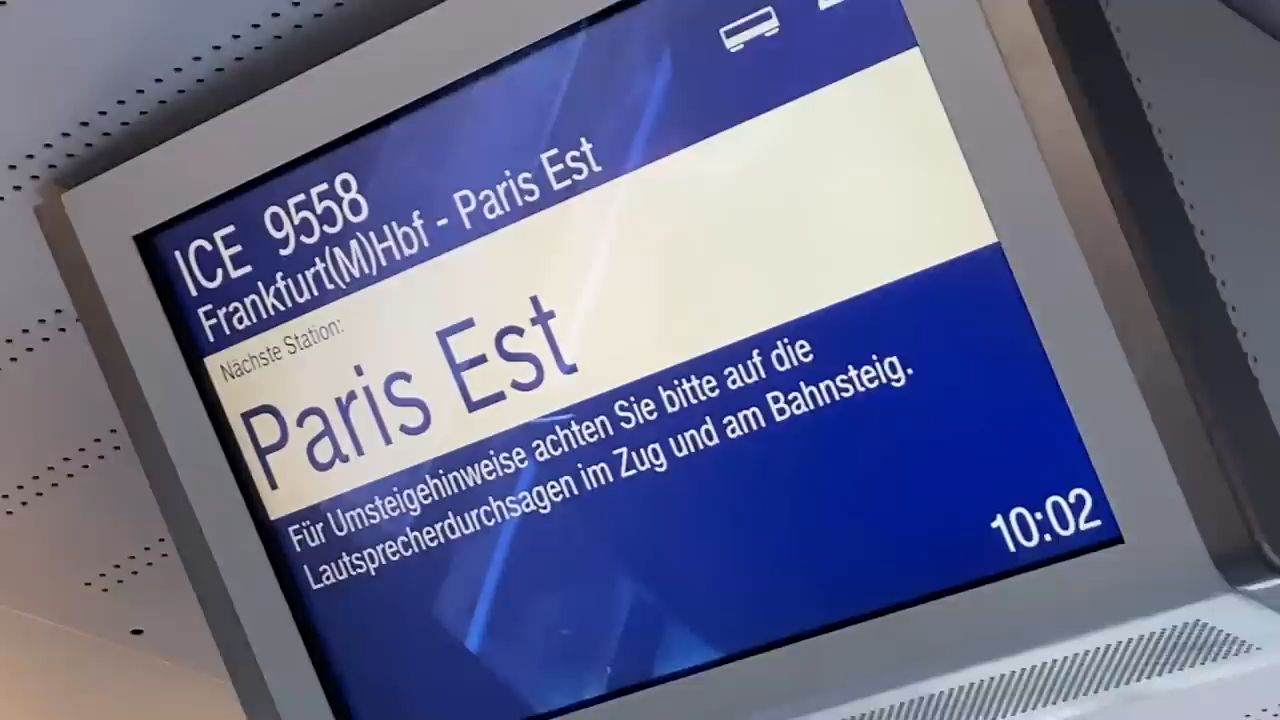 ICE 9558
Frankfurt(M)Hbf - Paris Est
Nächste Station:
Paris Est
Für Umsteigehinweise achten Sie bitte auf die
Lautsprecherdurchsagen im Zug und am Bahnsteig.
10:02